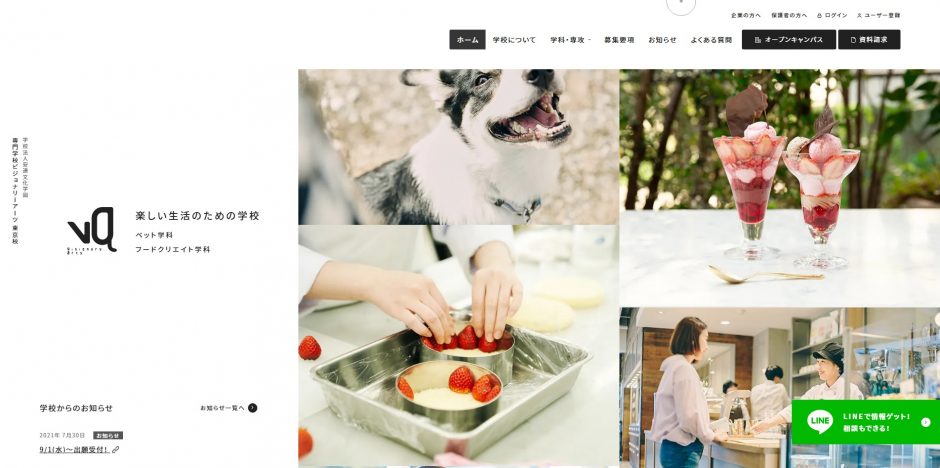 企業の方へ 保護者の方へ ログイン ユーザー登録
ホーム 学校について 学科・専攻 募集要項 お知らせ よくある質問 オープンキャンパス 資料請求
学校法人安達文化学園
専門学校ビジョナリーアーツ 東京校
va
Visionary
Arts
楽しい生活のための学校
ペット学科
フードクリエイト学科
学校からのお知らせ
お知らせ一覧へ
2021年 7月30日 お知らせ
9/1(水)〜出願受付！
LINE
LINEで情報ゲット！
相談もできる！